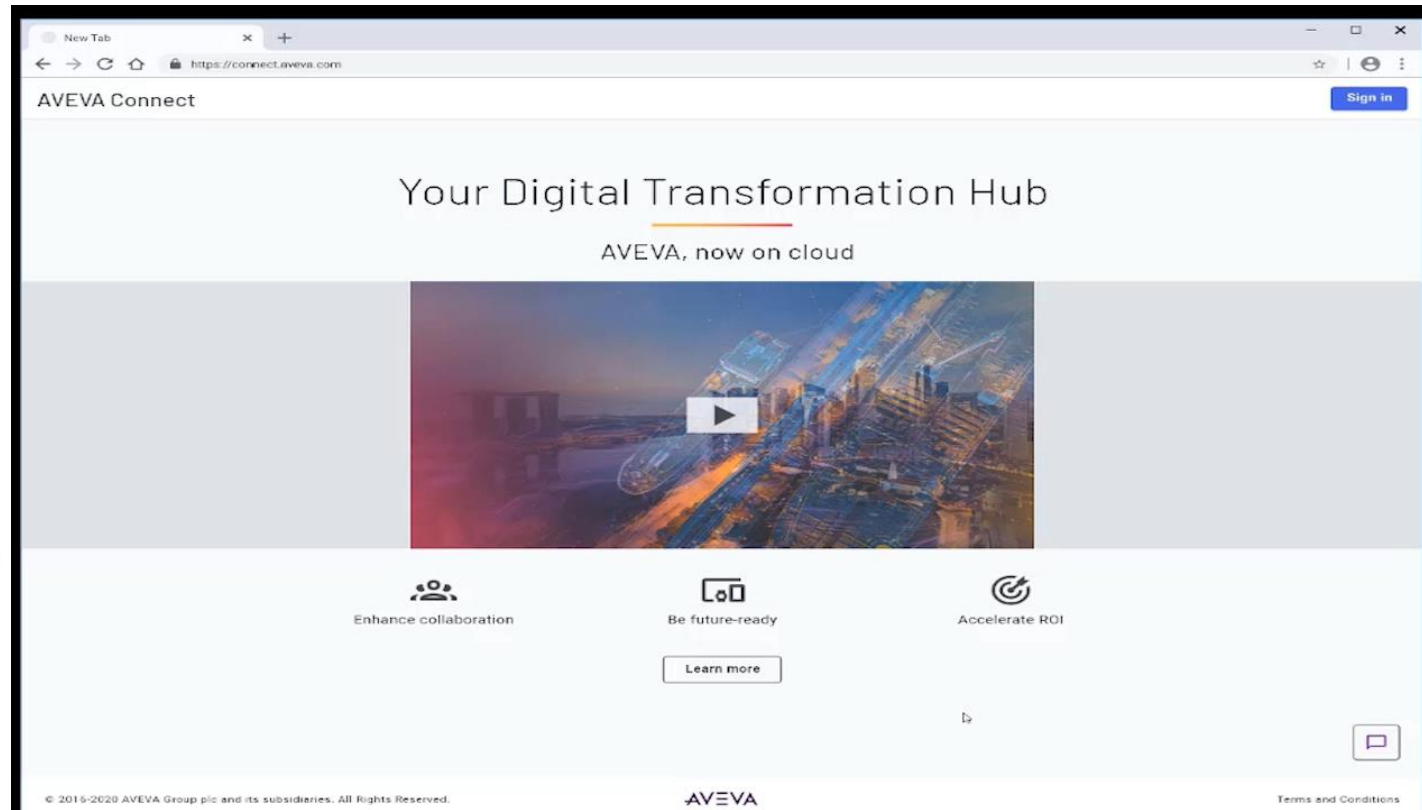 New Tab
https://connect.aveva.com
AVEVA Connect
Sign in
Your Digital Transformation Hub
AVEVA, now on cloud
Enhance collaboration
Be future-ready
Accelerate ROI
Learn more
© 2016-2020 AVEVA Group plc and its subsidiaries. All Rights Reserved.
AVEVA
Terms and Conditions